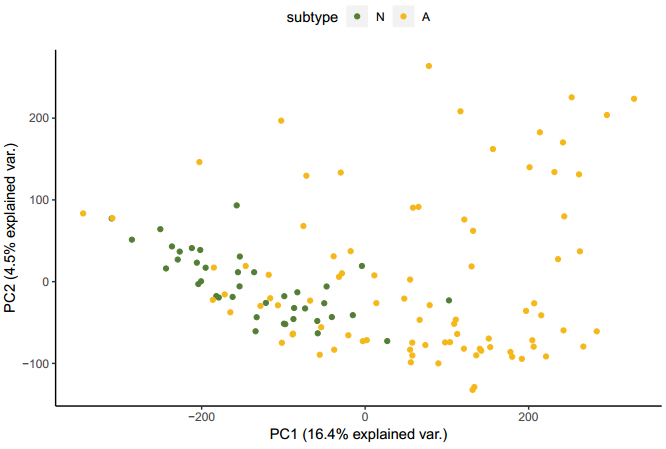 subtype N A
PC2 (4.5% explained var.)
200
100
0
−100
−200 0 200
PC1 (16.4% explained var.)